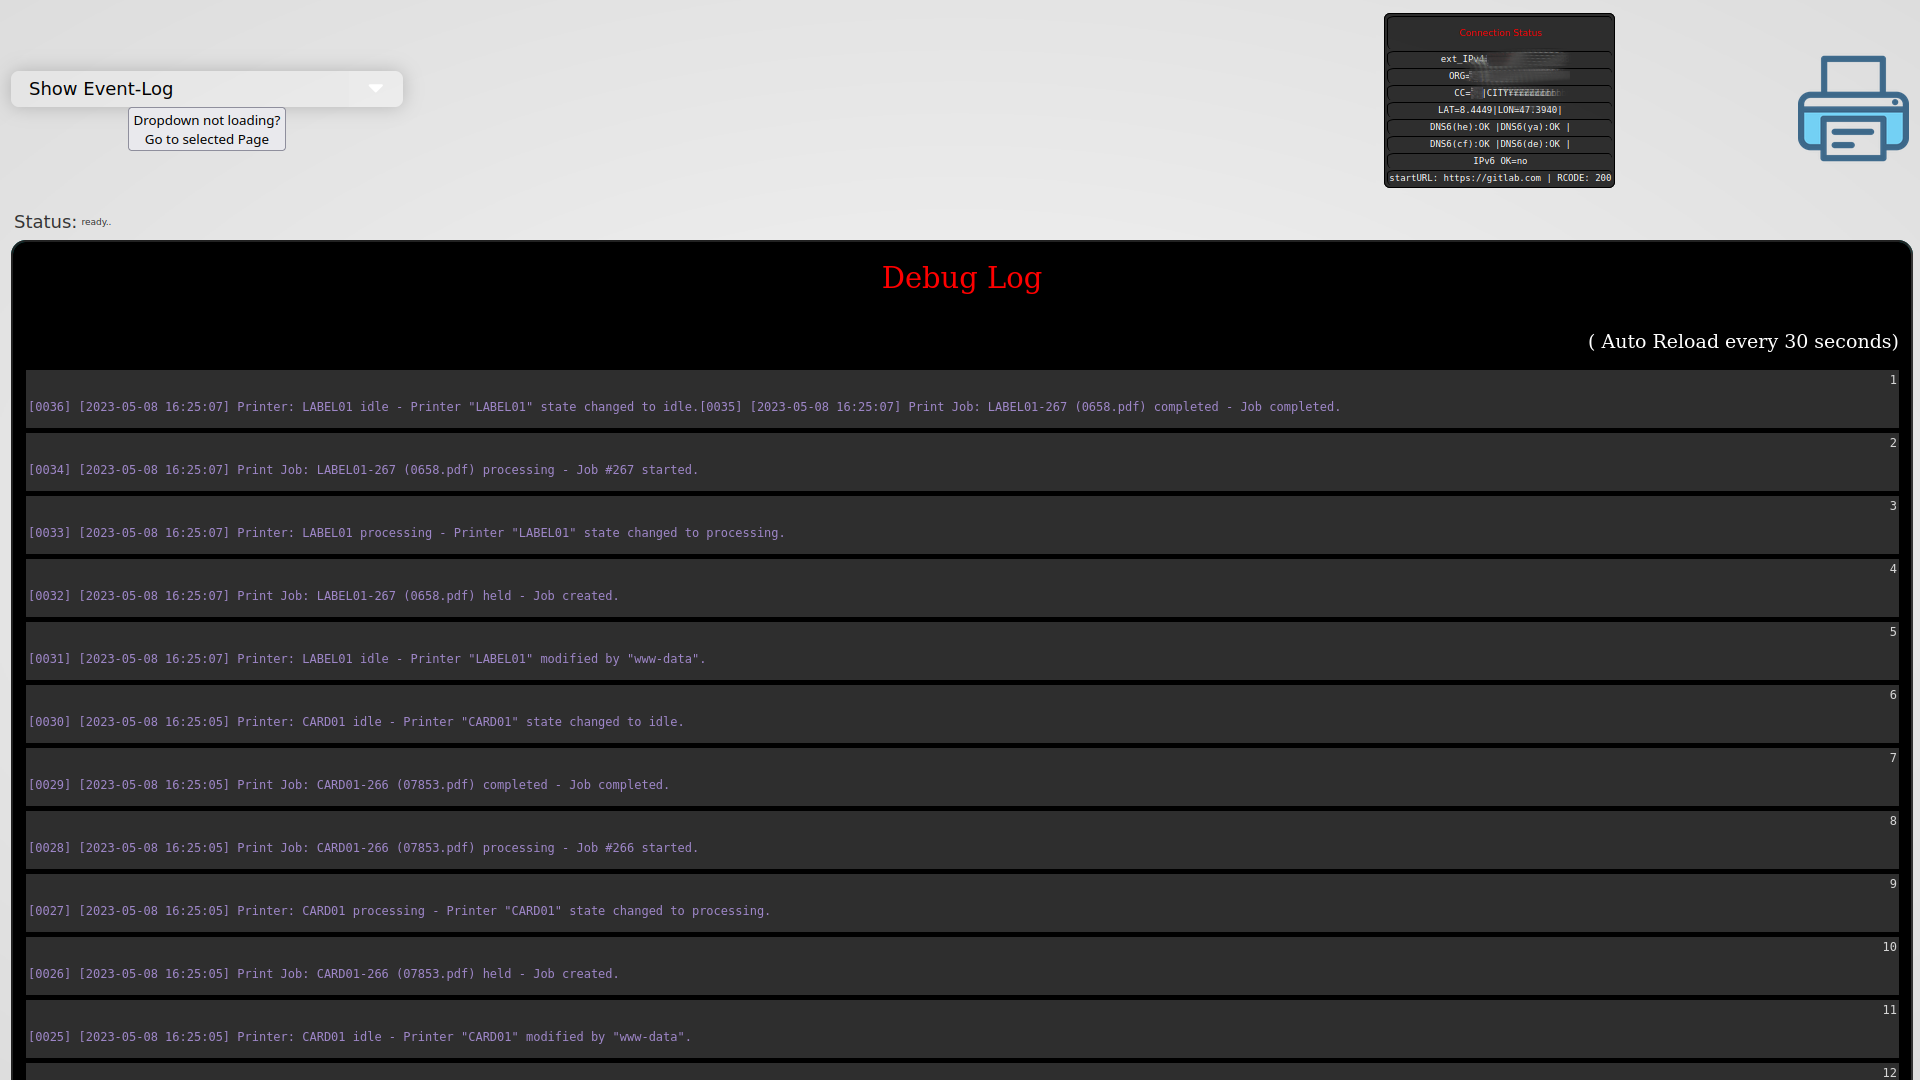 Connection Status
ext_IPv4
ORG=
CC= |CITY
LAT=8.4449|LON=47.3940|
DNS6(he):OK |DNS6(ya):OK |
DNS6(cf):OK |DNS6(de):OK |
IPv6 OK=no
startURL: https://gitlab.com | RCODE: 200
Show Event-Log
Dropdown not loading?
Go to selected Page
Status: ready..
Debug Log
( Auto Reload every 30 seconds)
1
[0036] [2023-05-08 16:25:07] Printer: LABEL01 idle - Printer "LABEL01" state changed to idle.[0035] [2023-05-08 16:25:07] Print Job: LABEL01-267 (0658.pdf) completed - Job completed.
2
[0034] [2023-05-08 16:25:07] Print Job: LABEL01-267 (0658.pdf) processing - Job #267 started.
3
[0033] [2023-05-08 16:25:07] Printer: LABEL01 processing - Printer "LABEL01" state changed to processing.
4
[0032] [2023-05-08 16:25:07] Print Job: LABEL01-267 (0658.pdf) held - Job created.
5
[0031] [2023-05-08 16:25:07] Printer: LABEL01 idle - Printer "LABEL01" modified by "www-data".
6
[0030] [2023-05-08 16:25:05] Printer: CARD01 idle - Printer "CARD01" state changed to idle.
7
[0029] [2023-05-08 16:25:05] Print Job: CARD01-266 (07853.pdf) completed - Job completed.
8
[0028] [2023-05-08 16:25:05] Print Job: CARD01-266 (07853.pdf) processing - Job #266 started.
9
[0027] [2023-05-08 16:25:05] Printer: CARD01 processing - Printer "CARD01" state changed to processing.
10
[0026] [2023-05-08 16:25:05] Print Job: CARD01-266 (07853.pdf) held - Job created.
11
[0025] [2023-05-08 16:25:05] Printer: CARD01 idle - Printer "CARD01" modified by "www-data".
12